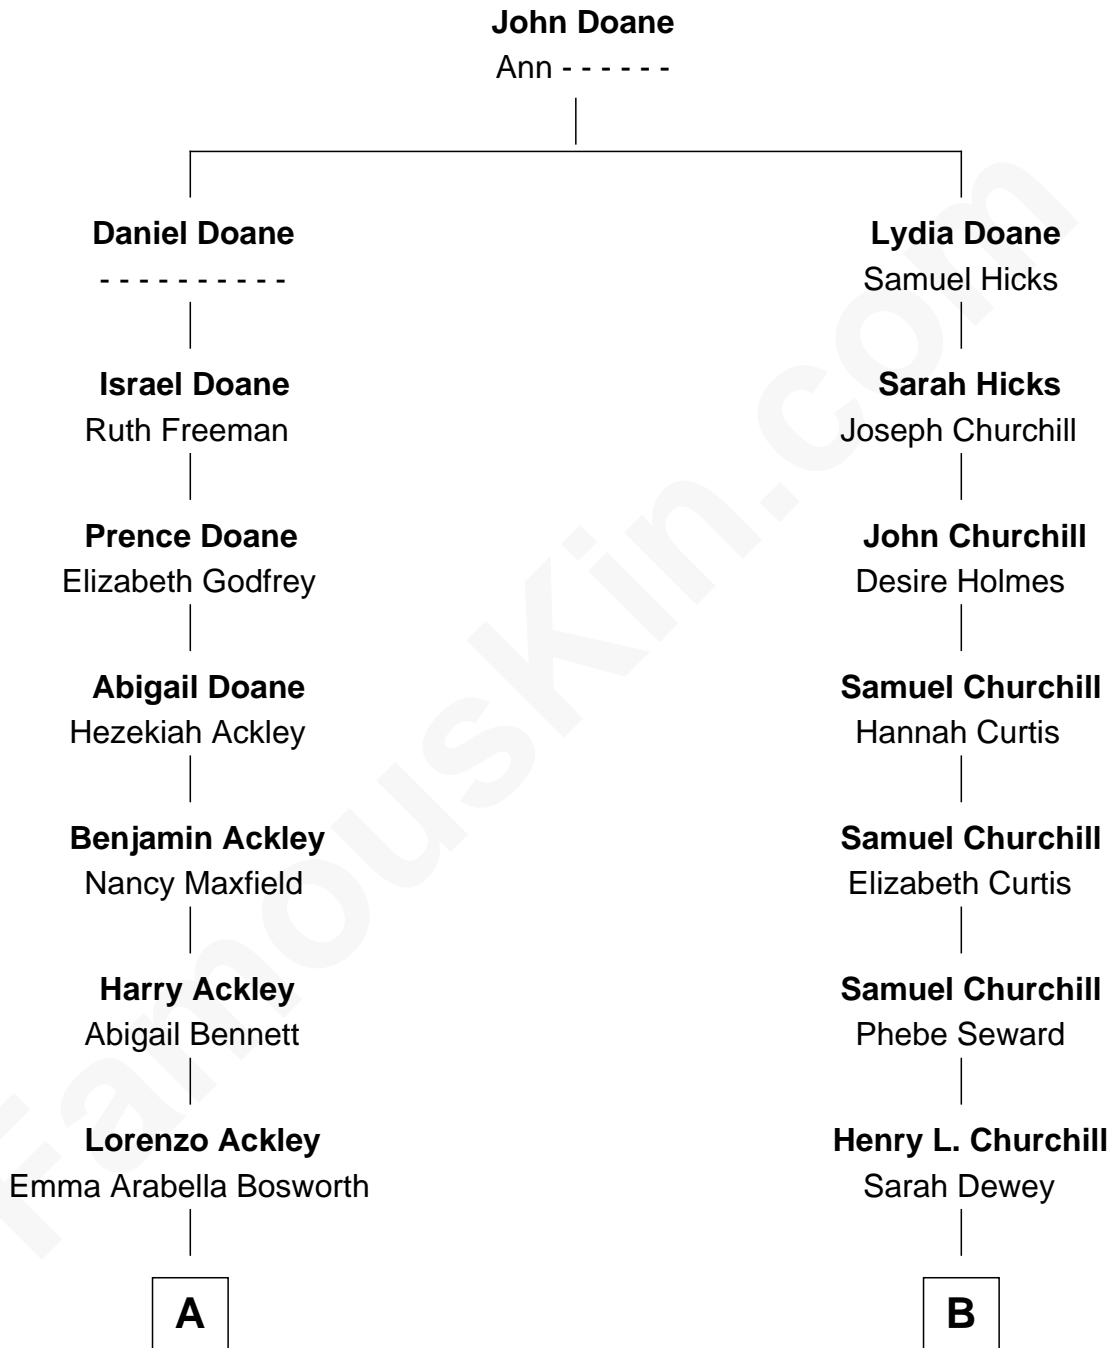 John Doane
Ann - - - - - -
Daniel Doane
- - - - - - - - - -
Lydia Doane
Samuel Hicks
Israel Doane
Ruth Freeman
Sarah Hicks
Joseph Churchill
Prence Doane
Elizabeth Godfrey
John Churchill
Desire Holmes
Abigail Doane
Hezekiah Ackley
Samuel Churchill
Hannah Curtis
Benjamin Ackley
Nancy Maxfield
Samuel Churchill
Elizabeth Curtis
Harry Ackley
Abigail Bennett
Samuel Churchill
Phebe Seward
Lorenzo Ackley
Emma Arabella Bosworth
Henry L. Churchill
Sarah Dewey
A
B
FamousKin.com